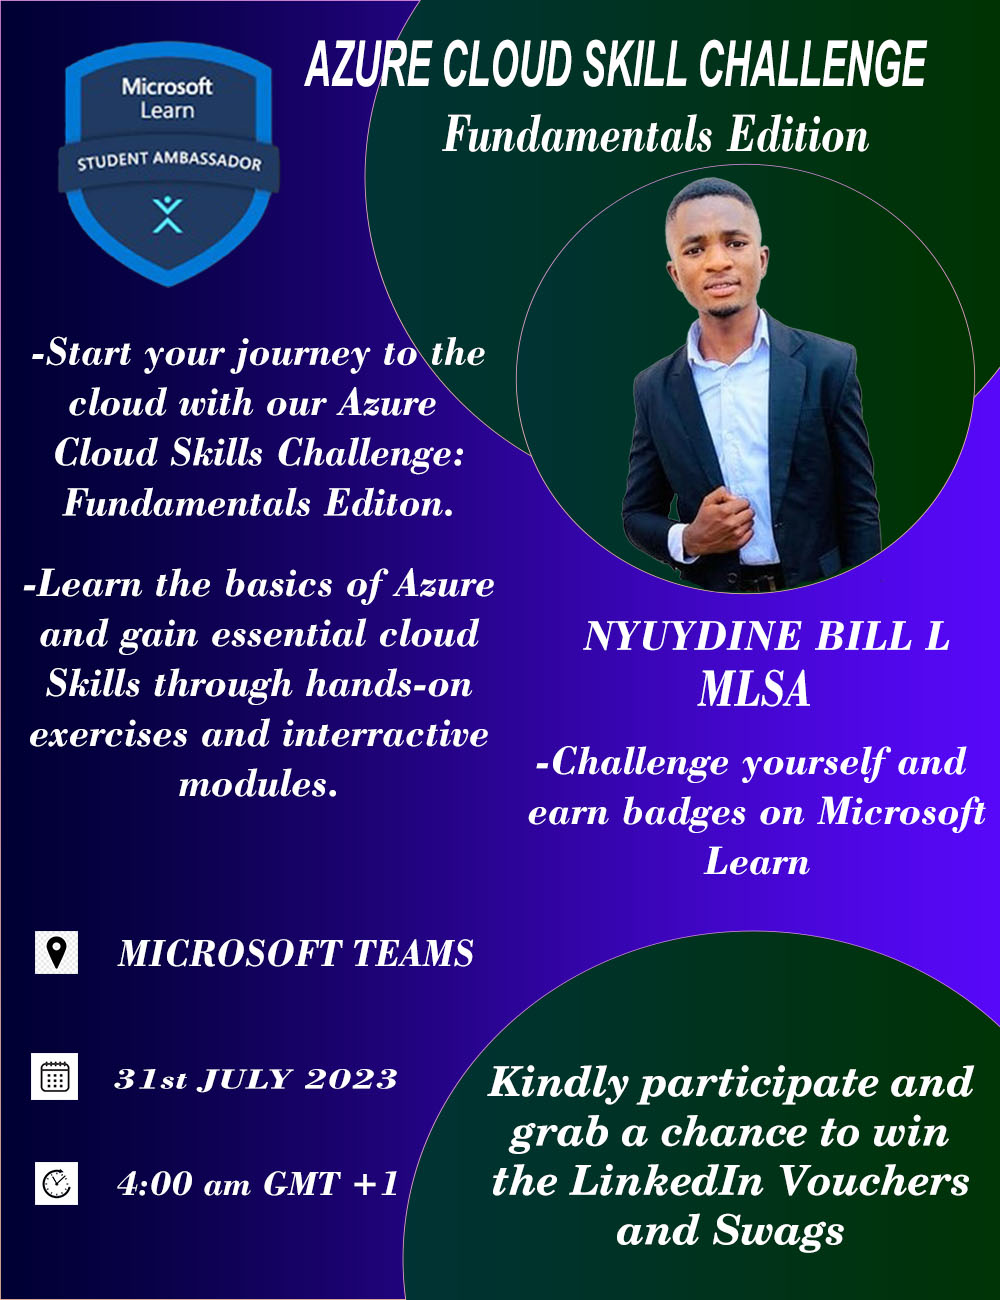 Microsoft
Learn
STUDENT AMBASSADOR
AZURE CLOUD SKILL CHALLENGE
Fundamentals Edition
-Start your journey to the
cloud with our Azure
Cloud Skills Challenge:
Fundamentals Editon.
-Learn the basics of Azure
and gain essential cloud
Skills through hands-on
exercises and interractive
modules.
NYUYDINE BILL L
MLSA
-Challenge yourself and
earn badges on Microsoft
Learn
MICROSOFT TEAMS
31st JULY 2023
4:00 am GMT +1
Kindly participate and
grab a chance to win
the LinkedIn Vouchers
and Swags